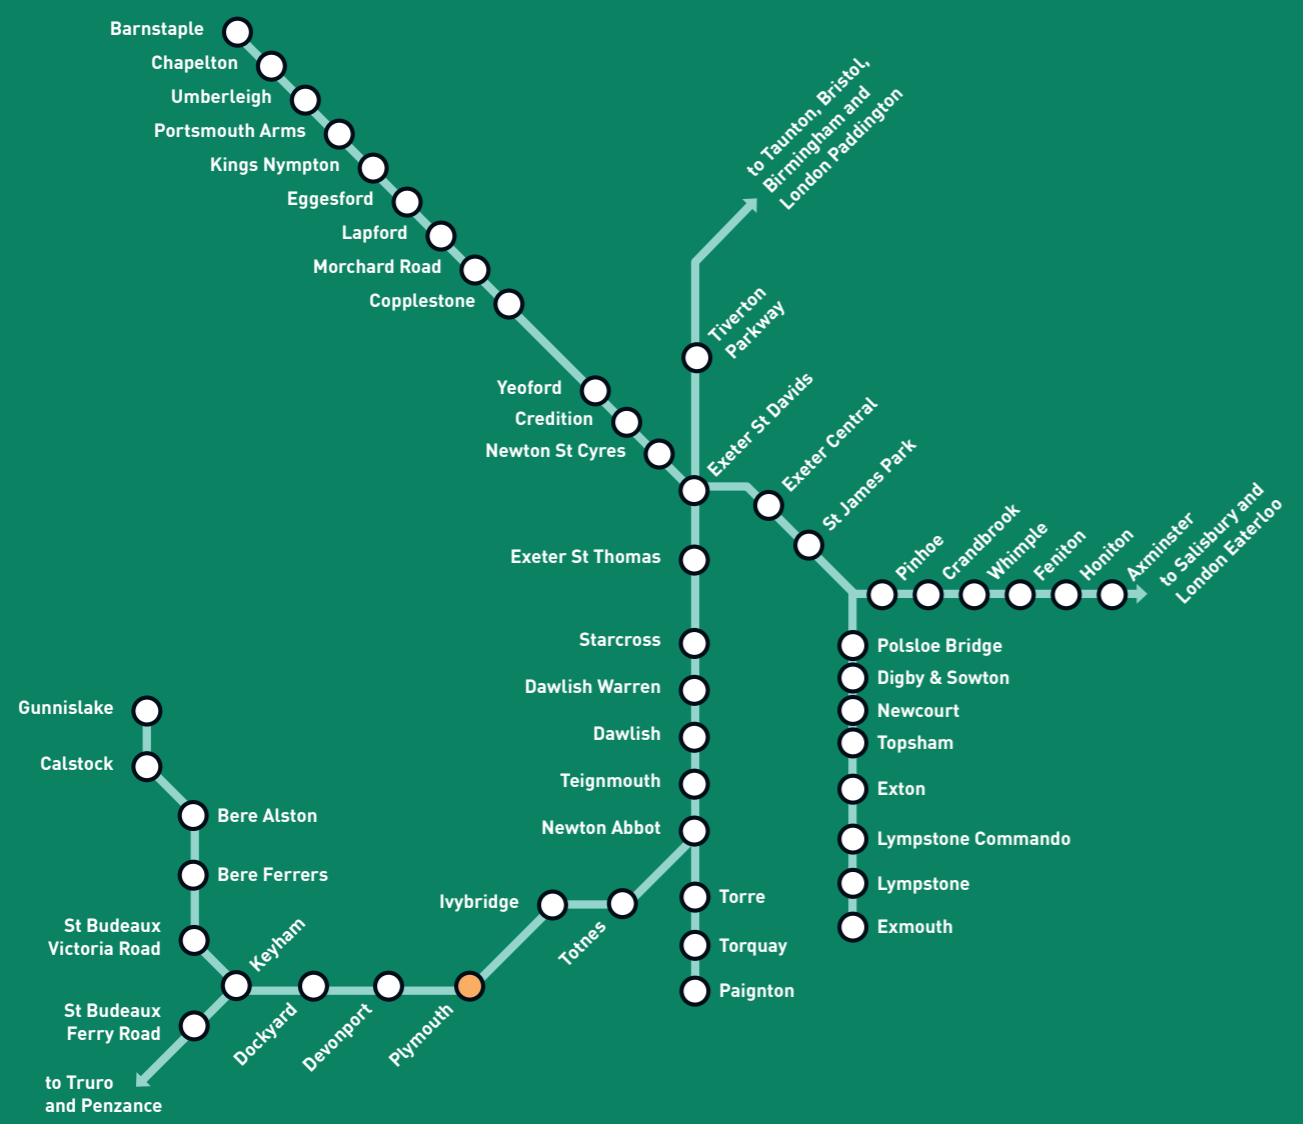 Barnstaple
Chapelton
Umberleigh
Portsmouth Arms
Kings Nympton
Eggesford
Lapford
Morchard Road
Copplestone
Yeoford
Credition
Newton St Cyres
to Taunton, Bristol,
Birmingham and
London Paddington
Tiverton
Parkway
Exeter St Davids
Exeter Central
St James Park
Pinhoe
Crandbrook
Whimple
Feniton
Honiton
Axminster
to Salisbury and
London Eaterloo
Exeter St Thomas
Starcross
Dawlish Warren
Dawlish
Teignmouth
Newton Abbot
Polsloe Bridge
Digby & Sowton
Newcourt
Topsham
Exton
Lympstone Commando
Lympstone
Exmouth
Torre
Torquay
Paignton
Totnes
Ivybridge
Plymouth
Devonport
Dockyard
Keyham
Gunnislake
Calstock
Bere Alston
Bere Ferrers
St Budeaux
Victoria Road
St Budeaux
Ferry Road
to Truro
and Penzance